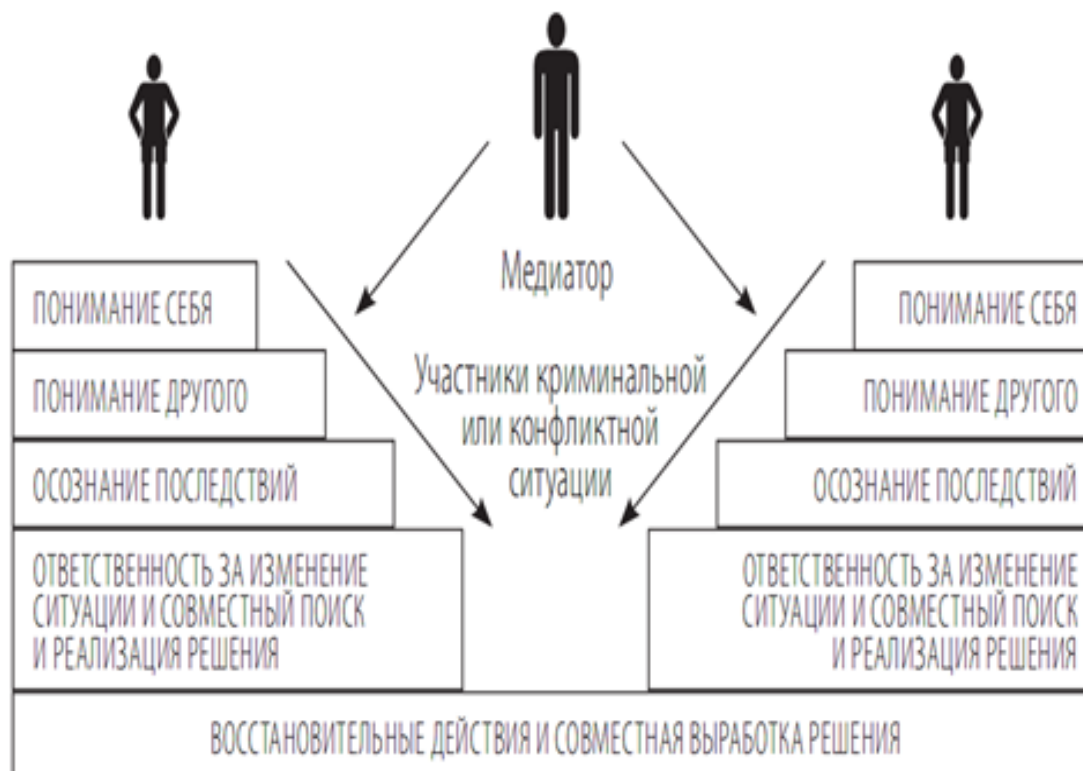 Медиатор
Участники криминальной
или конфликтной
ситуации
ПОНИМАНИЕ СЕБЯ
ПОНИМАНИЕ ДРУГОГО
ОСОЗНАНИЕ ПОСЛЕДСТВИЙ
ОТВЕТСТВЕННОСТЬ ЗА ИЗМЕНЕНИЕ
СИТУАЦИИ И СОВМЕСТНЫЙ ПОИСК
И РЕАЛИЗАЦИЯ РЕШЕНИЯ
ПОНИМАНИЕ СЕБЯ
ПОНИМАНИЕ ДРУГОГО
ОСОЗНАНИЕ ПОСЛЕДСТВИЙ
ОТВЕТСТВЕННОСТЬ ЗА ИЗМЕНЕНИЕ
СИТУАЦИИ И СОВМЕСТНЫЙ ПОИСК
И РЕАЛИЗАЦИЯ РЕШЕНИЯ
ВОССТАНОВИТЕЛЬНЫЕ ДЕЙСТВИЯ И СОВМЕСТНАЯ ВЫРАБОТКА РЕШЕНИЯ